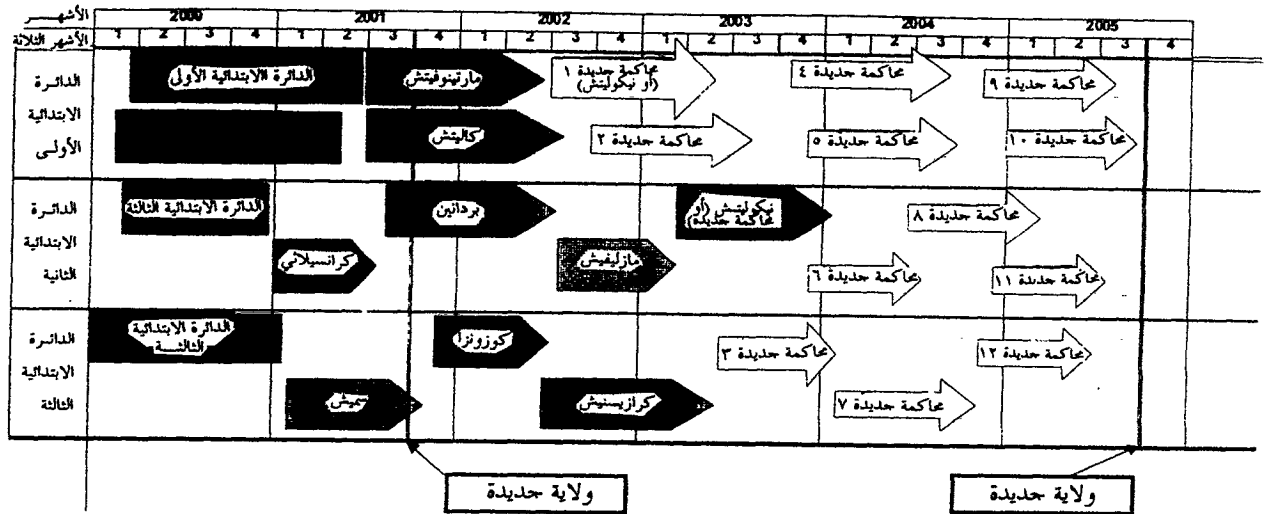 الأشهر 2000 2001 2002 2003 2004 2005
الأشهر الثلاثة 1 2 3 4 1 2 3 4 1 2 3 4 1 2 3 4 1 2 3 4 1 2 3 4
الدائرة الابتدائية الأولى
الدائرة الابتدائية الأولى
مارتينوفيتش
محاكمة جديدة ١
(أو نيكوليتش)
محاكمة جديدة ٤
محاكمة جديدة ٩
كاليتش
محاكمة جديدة ٢
محاكمة جديدة ٥
محاكمة جديدة ١٠
الدائرة الابتدائية الثانية
الدائرة الابتدائية الثالثة
بردانين
نيكوليتش (أو
محاكمة جديدة)
محاكمة جديدة ٨
كرانسيلاني
مازليفيش
محاكمة جديدة ٦
محاكمة جديدة ١١
الدائرة الابتدائية الثالثة
الدائرة الابتدائية
الثالثة
كوزونزا
محاكمة جديدة ٣
محاكمة جديدة ١٢
سميش
كرازيسنيش
محاكمة جديدة ٧
ولاية جديدة
ولاية جديدة